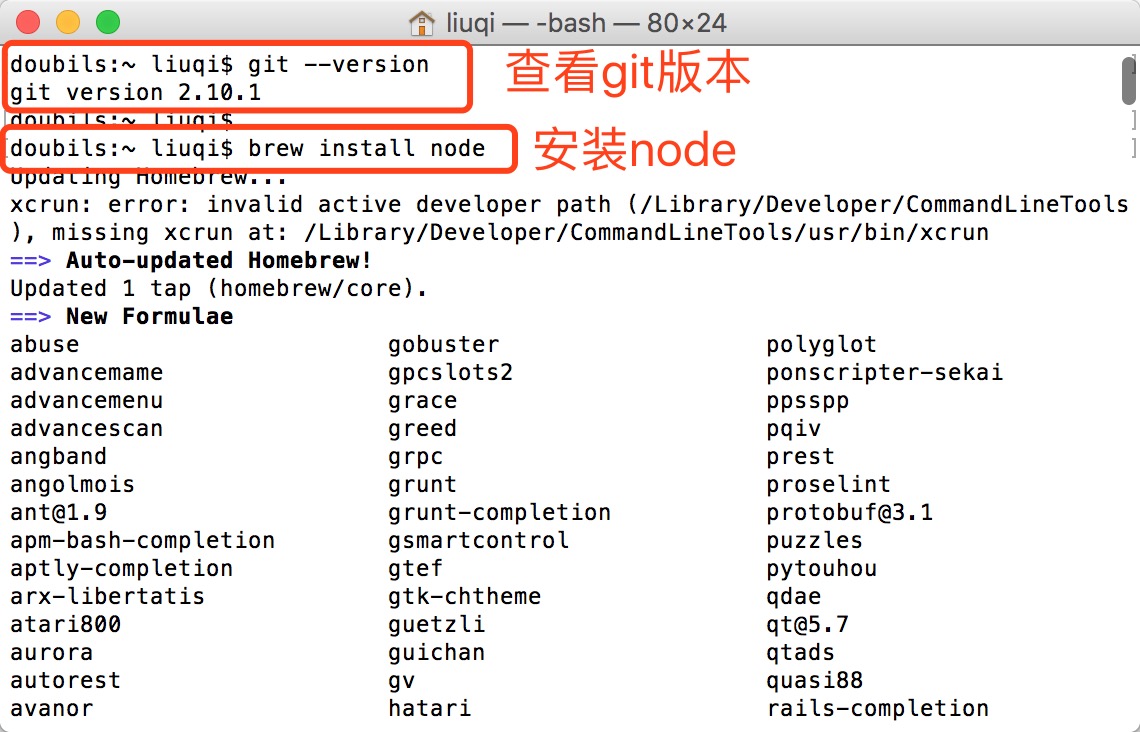 liuqi — -bash — 80×24
doubils:~ liuqi$ git --version
查看git版本
git version 2.10.1
doubils:~ liuqi$
doubils:~ liuqi$ brew install node
安装node
Updating Homebrew...
xcrun: error: invalid active developer path (/Library/Developer/CommandLineTools
), missing xcrun at: /Library/Developer/CommandLineTools/usr/bin/xcrun
==> Auto-updated Homebrew!
Updated 1 tap (homebrew/core).
==> New Formulae
abuse gobuster polyglot
advancemame gpcslots2 ponscripter-sekai
advancemenu grace ppsspp
advancescan greed pqiv
angband grpc prest
angolmois grunt proselint
ant@1.9 grunt-completion protobuf@3.1
apm-bash-completion gsmartcontrol puzzles
aptly-completion gtef pytouhou
arx-libertatis gtk-chtheme qdae
atari800 guetzli qt@5.7
aurora guichan qtads
autorest gv quasi88
avanor hatari rails-completion